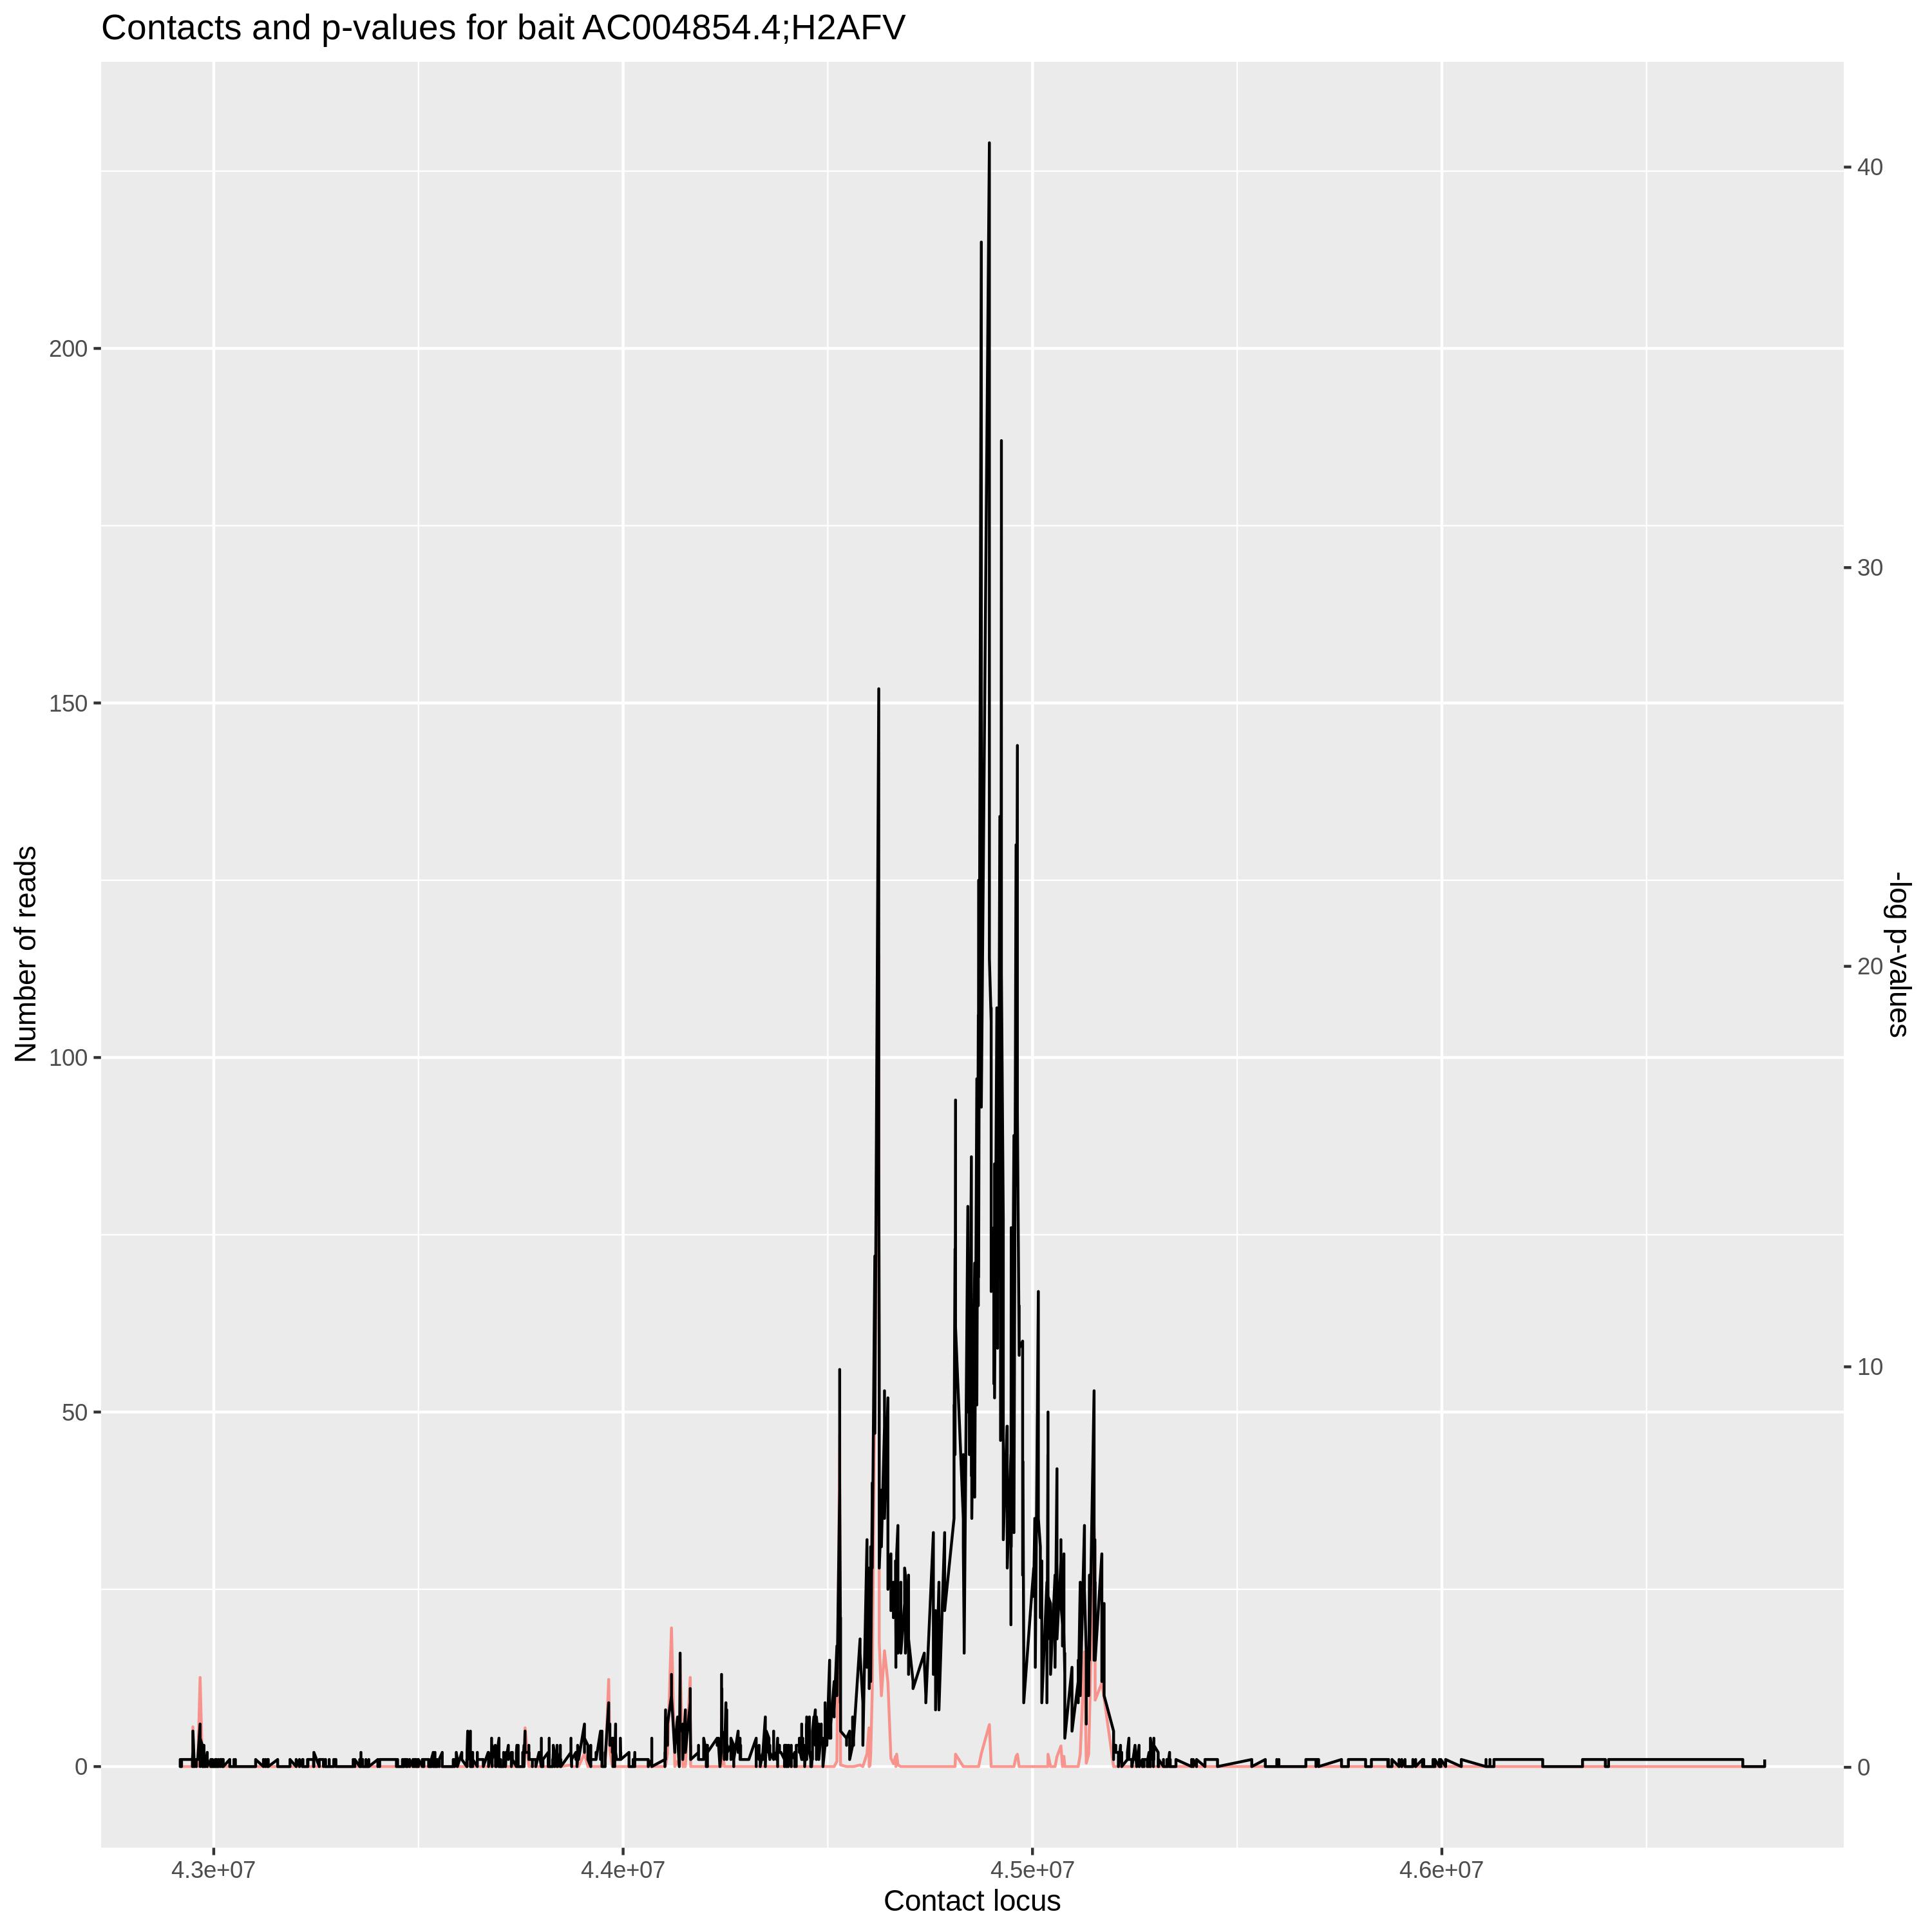 Contacts and p-values for bait AC004854.4;H2AFV
200
150
100
50
0
Number of reads
40
30
20
10
0
-log p-values
4.3e+07
4.4e+07
4.5e+07
4.6e+07
Contact locus